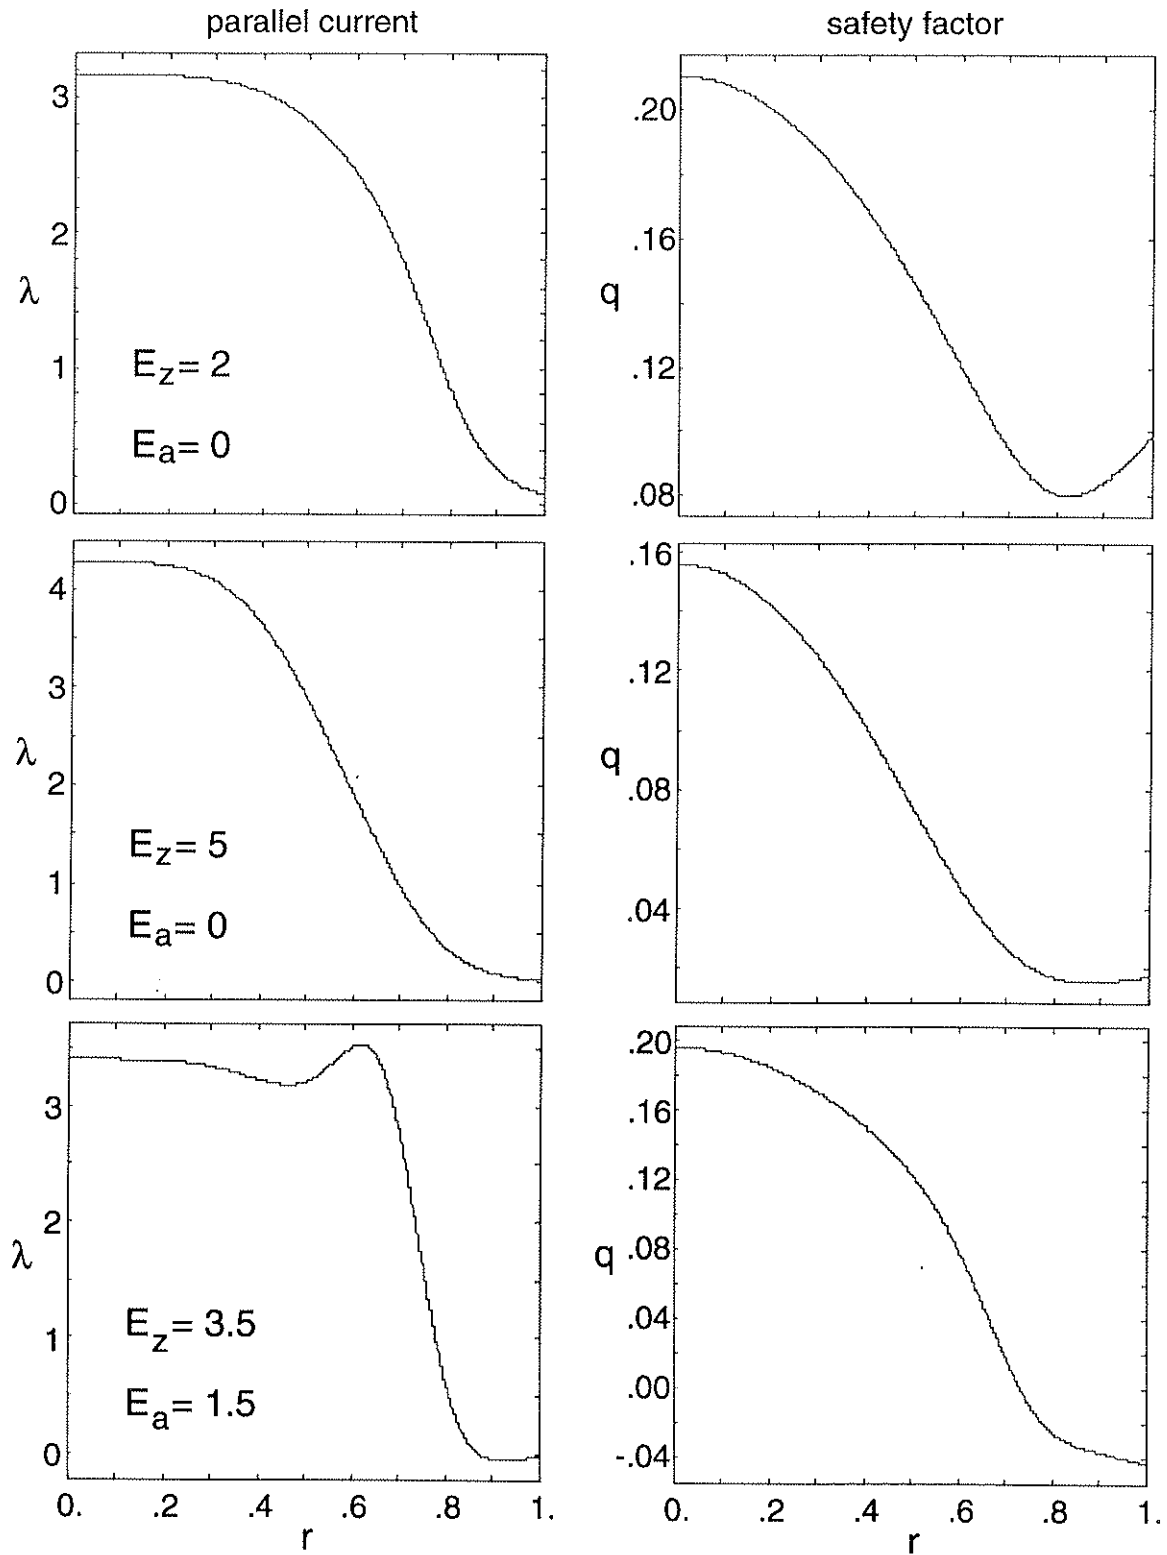 parallel current
safety factor
3
2
λ
1
0
E_z = 2
E_a = 0
.20
.16
q
.12
.08
4
3
λ
2
1
0
E_z = 5
E_a = 0
.16
.12
q
.08
.04
3
2
λ
1
0
E_z = 3.5
E_a = 1.5
0. .2 .4 .6 .8 1.
r
.20
.16
.12
q .08
.04
.00
-.04
0. .2 .4 .6 .8 1.
r